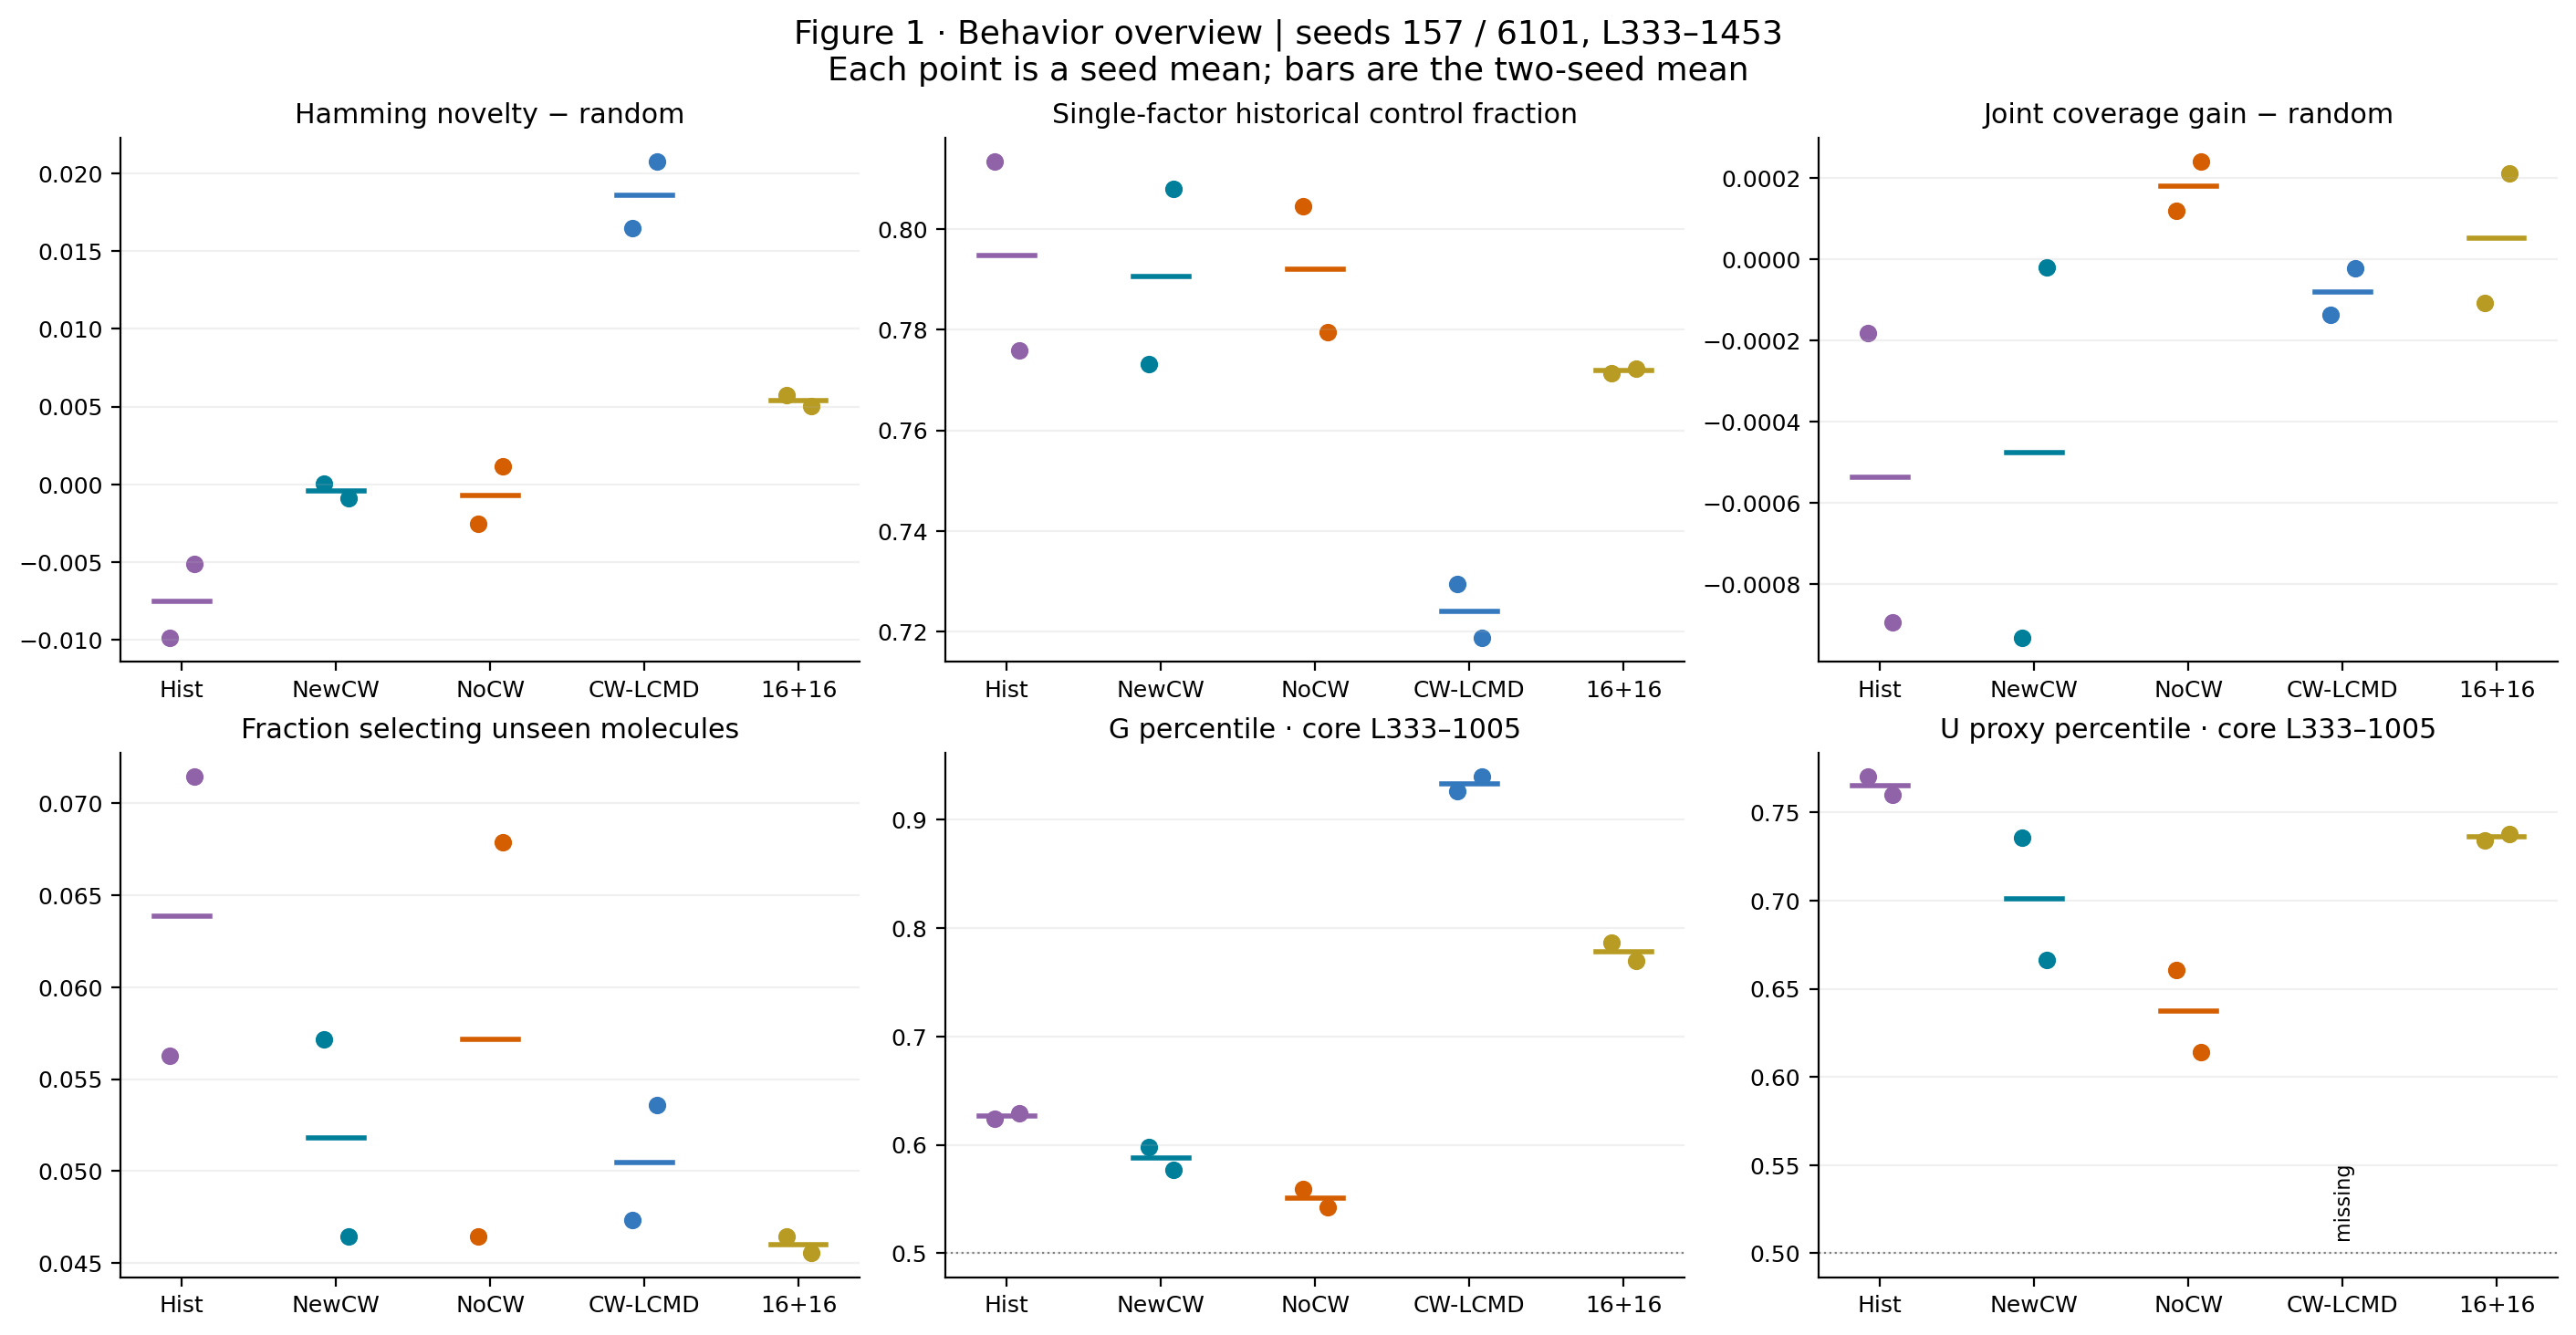 Figure 1 · Behavior overview | seeds 157 / 6101, L333–1453
Each point is a seed mean; bars are the two-seed mean
Hamming novelty − random
0.020
0.015
0.010
0.005
0.000
−0.005
−0.010
Hist NewCW NoCW CW-LCMD 16+16
Single-factor historical control fraction
0.80
0.78
0.76
0.74
0.72
Hist NewCW NoCW CW-LCMD 16+16
Joint coverage gain − random
0.0002
0.0000
−0.0002
−0.0004
−0.0006
−0.0008
Hist NewCW NoCW CW-LCMD 16+16
Fraction selecting unseen molecules
0.070
0.065
0.060
0.055
0.050
0.045
Hist NewCW NoCW CW-LCMD 16+16
G percentile · core L333–1005
0.9
0.8
0.7
0.6
0.5
Hist NewCW NoCW CW-LCMD 16+16
U proxy percentile · core L333–1005
0.75
0.70
0.65
0.60
0.55
0.50
missing
Hist NewCW NoCW CW-LCMD 16+16